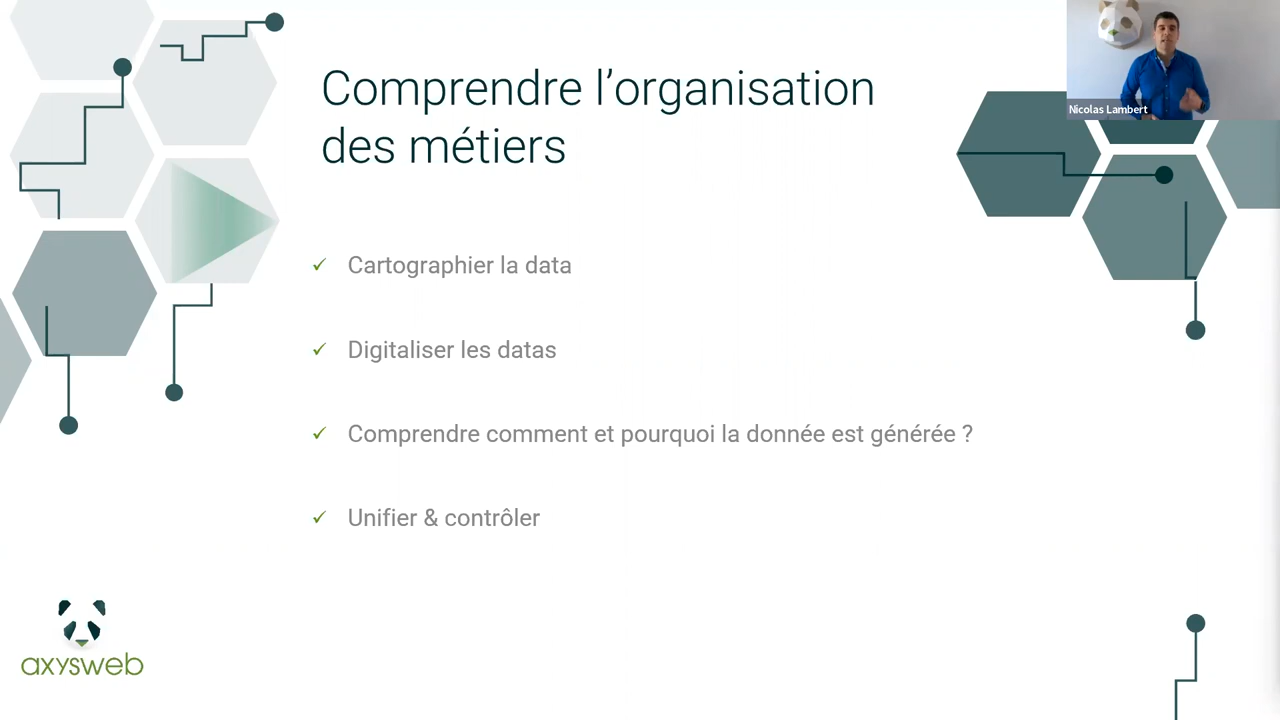 Comprendre l’organisation
des métiers
Nicolas Lambert
Cartographier la data
Digitaliser les datas
Comprendre comment et pourquoi la donnée est générée ?
Unifier & contrôler
axysweb